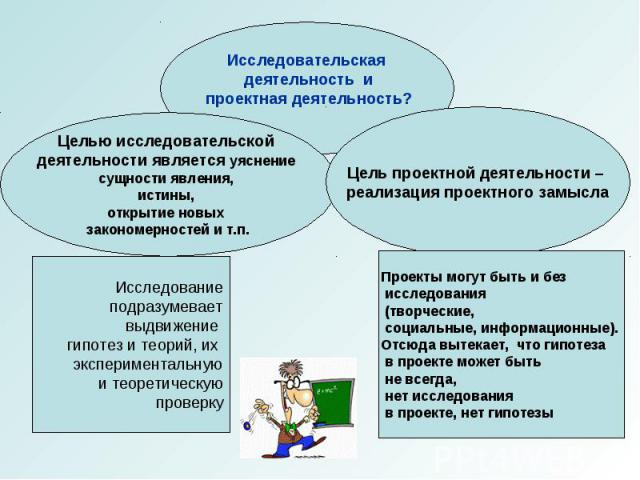 Исследовательская
деятельность и
проектная деятельность?
Целью исследовательской
деятельности является уяснение
сущности явления,
истины,
открытие новых
закономерностей и т.п.
Цель проектной деятельности –
реализация проектного замысла
Исследование
подразумевает
выдвижение
гипотез и теорий, их
экспериментальную
и теоретическую
проверку
Проекты могут быть и без
исследования
(творческие,
социальные, информационные).
Отсюда вытекает, что гипотеза
в проекте может быть
не всегда,
нет исследования
в проекте, нет гипотезы